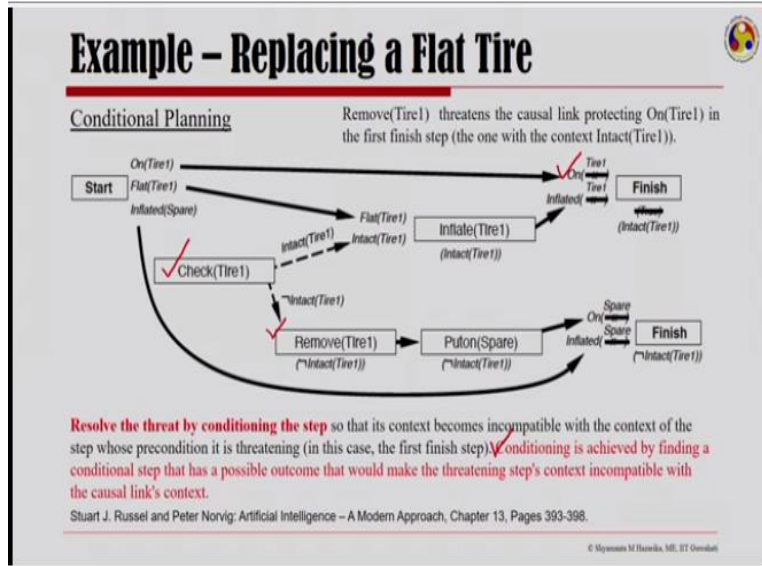 Example – Replacing a Flat Tire
Conditional Planning
Remove(Tire1) threatens the causal link protecting On(Tire1) in
the first finish step (the one with the context Intact(Tire1)).
Start
On(Tire1)
Flat(Tire1)
Inflated(Spare)
Check(Tire1)
Intact(Tire1)
¬Intact(Tire1)
Flat(Tire1)
Intact(Tire1)
Inflate(Tire1)
(Intact(Tire1))
Tire1
On(
Tire1
Inflated(
Finish
(True)
(Intact(Tire1))
Remove(Tire1)
(¬Intact(Tire1))
Puton(Spare)
(¬Intact(Tire1))
Spare
On(
Spare
Inflated(
Finish
(¬Intact(Tire1))
Resolve the threat by conditioning the step so that its context becomes incompatible with the context of the
step whose precondition it is threatening (in this case, the first finish step). Conditioning is achieved by finding a
conditional step that has a possible outcome that would make the threatening step's context incompatible with
the causal link's context.
Stuart J. Russel and Peter Norvig: Artificial Intelligence – A Modern Approach, Chapter 13, Pages 393-398.
© Shyamanta M Hazarika, ME, IIT Guwahati